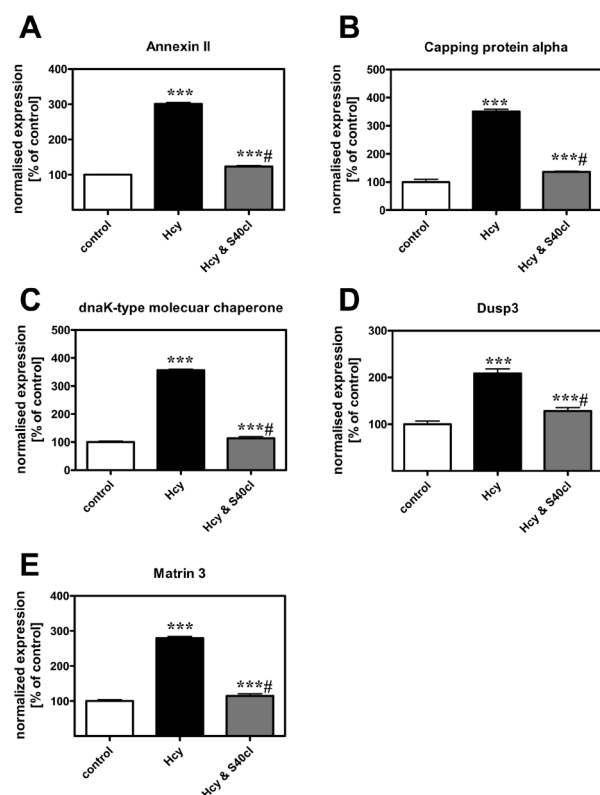 A
Annexin II
normalised expression
[% of control]
400
300
200
100
***
***#
control
Hcy
Hcy & S40cl
B
Capping protein alpha
normalised expression
[% of control]
500
400
300
200
100
0
***
***#
control
Hcy
Hcy & S40cl
C
dnaK-type molecuar chaperone
normalised expression
[% of control]
500
400
300
200
100
0
***
***#
control
Hcy
Hcy & S40cl
D
Dusp3
normalised expression
[% of control]
300
200
100
***
***#
control
Hcy
Hcy & S40cl
E
Matrin 3
normalized expression
[% of control]
400
300
200
100
***
***#
control
Hcy
Hcy & S40cl